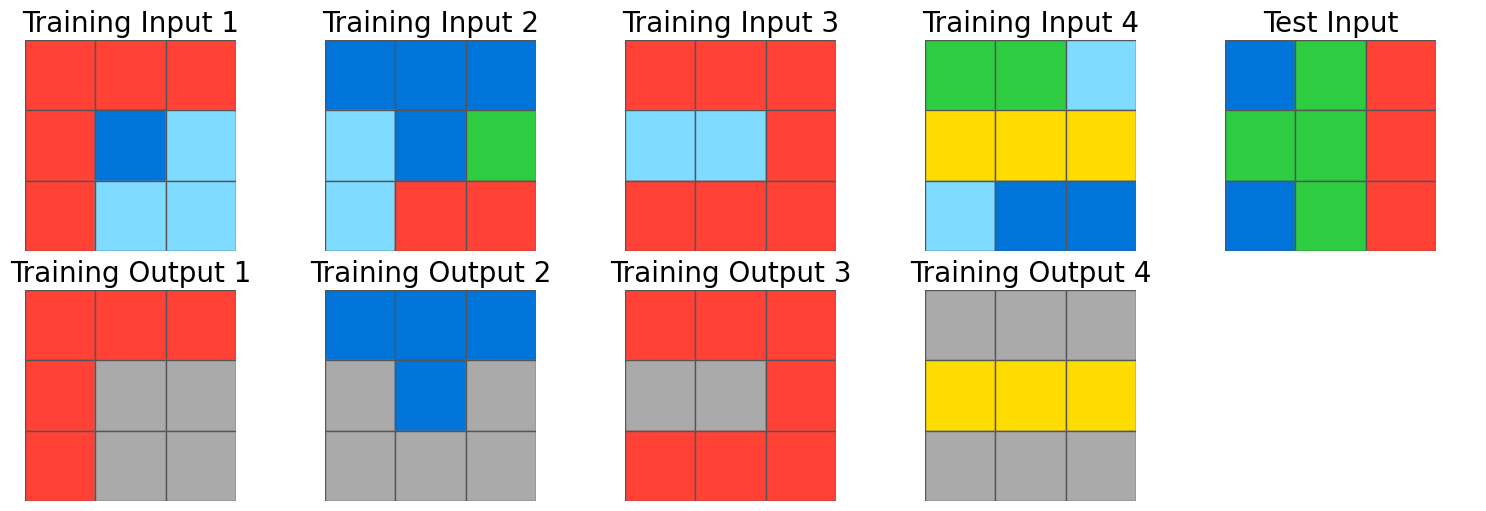 Training Input 1
Training Input 2
Training Input 3
Training Input 4
Test Input
Training Output 1
Training Output 2
Training Output 3
Training Output 4